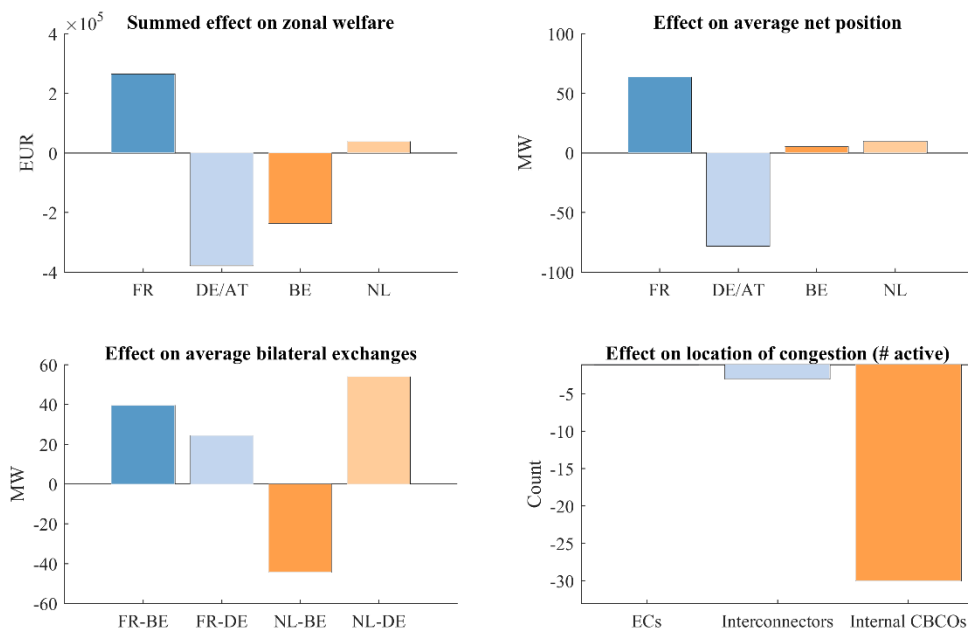 Summed effect on zonal welfare
×10⁵
4
2
0
-2
-4
EUR
FR DE/AT BE NL
Effect on average net position
100
50
0
-50
-100
MW
FR DE/AT BE NL
Effect on average bilateral exchanges
60
40
20
0
-20
-40
-60
MW
FR-BE FR-DE NL-BE NL-DE
Effect on location of congestion (# active)
-5
-10
-15
-20
-25
-30
Count
ECs Interconnectors Internal CBCOs